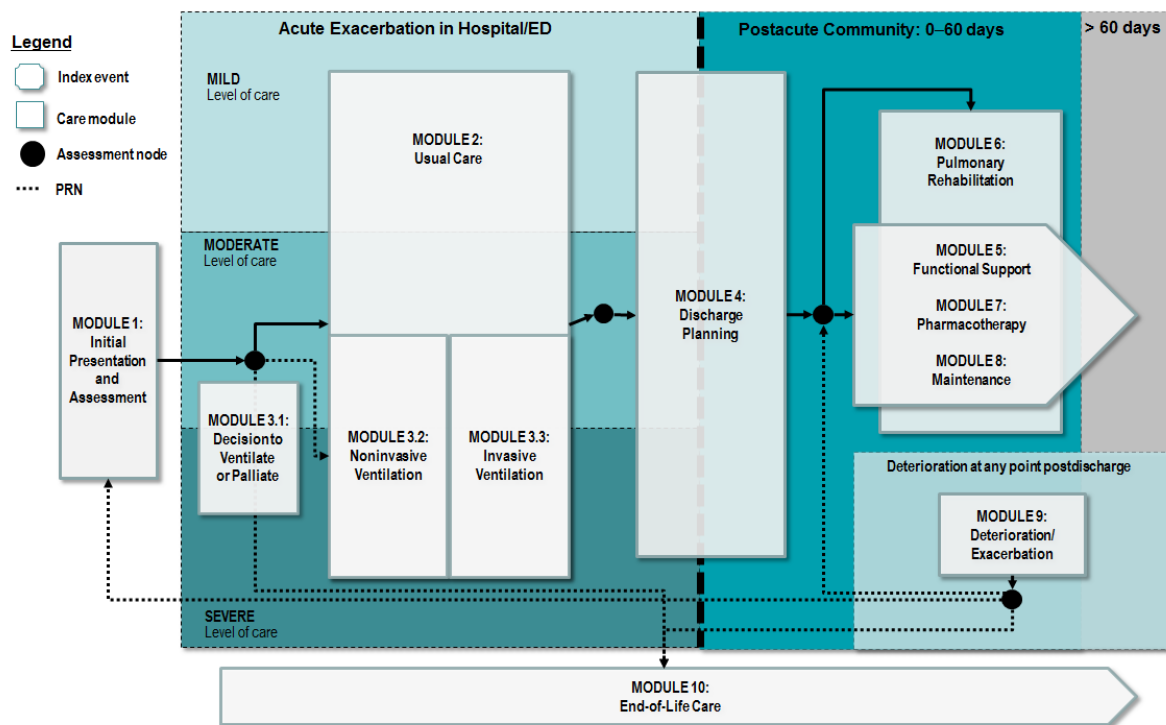 Legend
Index event
Care module
Assessment node
PRN
Acute Exacerbation in Hospital/ED
Postacute Community: 0–60 days
> 60 days
MILD
Level of care
MODERATE
Level of care
SEVERE
Level of care
MODULE 1:
Initial
Presentation
and
Assessment
MODULE 2:
Usual Care
MODULE 3.1:
Decision to
Ventilate
or Palliate
MODULE 3.2:
Noninvasive
Ventilation
MODULE 3.3:
Invasive
Ventilation
MODULE 4:
Discharge
Planning
MODULE 6:
Pulmonary
Rehabilitation
MODULE 5:
Functional Support
MODULE 7:
Pharmacotherapy
MODULE 8:
Maintenance
Deterioration at any point postdischarge
MODULE 9:
Deterioration/
Exacerbation
MODULE 10:
End-of-Life Care